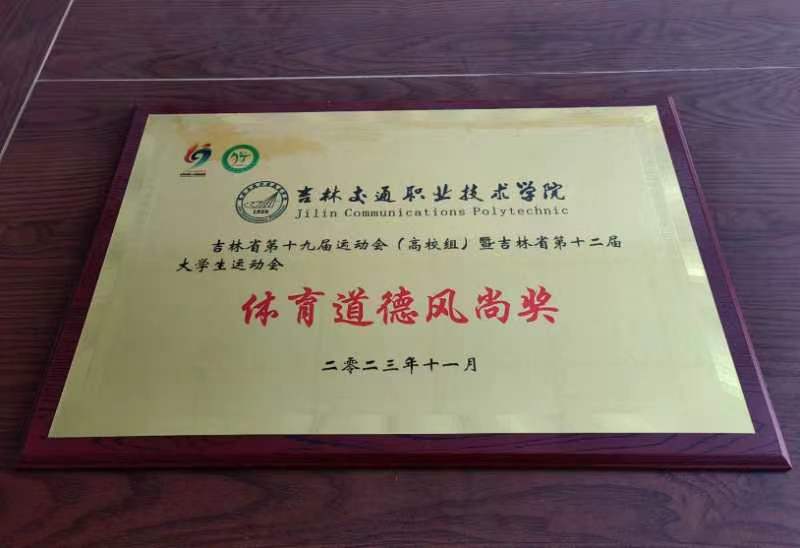 吉林交通职业技术学院
Jilin Communications Polytechnic
吉林省第十九届运动会（高校组）暨吉林省第十二届
大学生运动会
体育道德风尚奖
二零二三年十一月